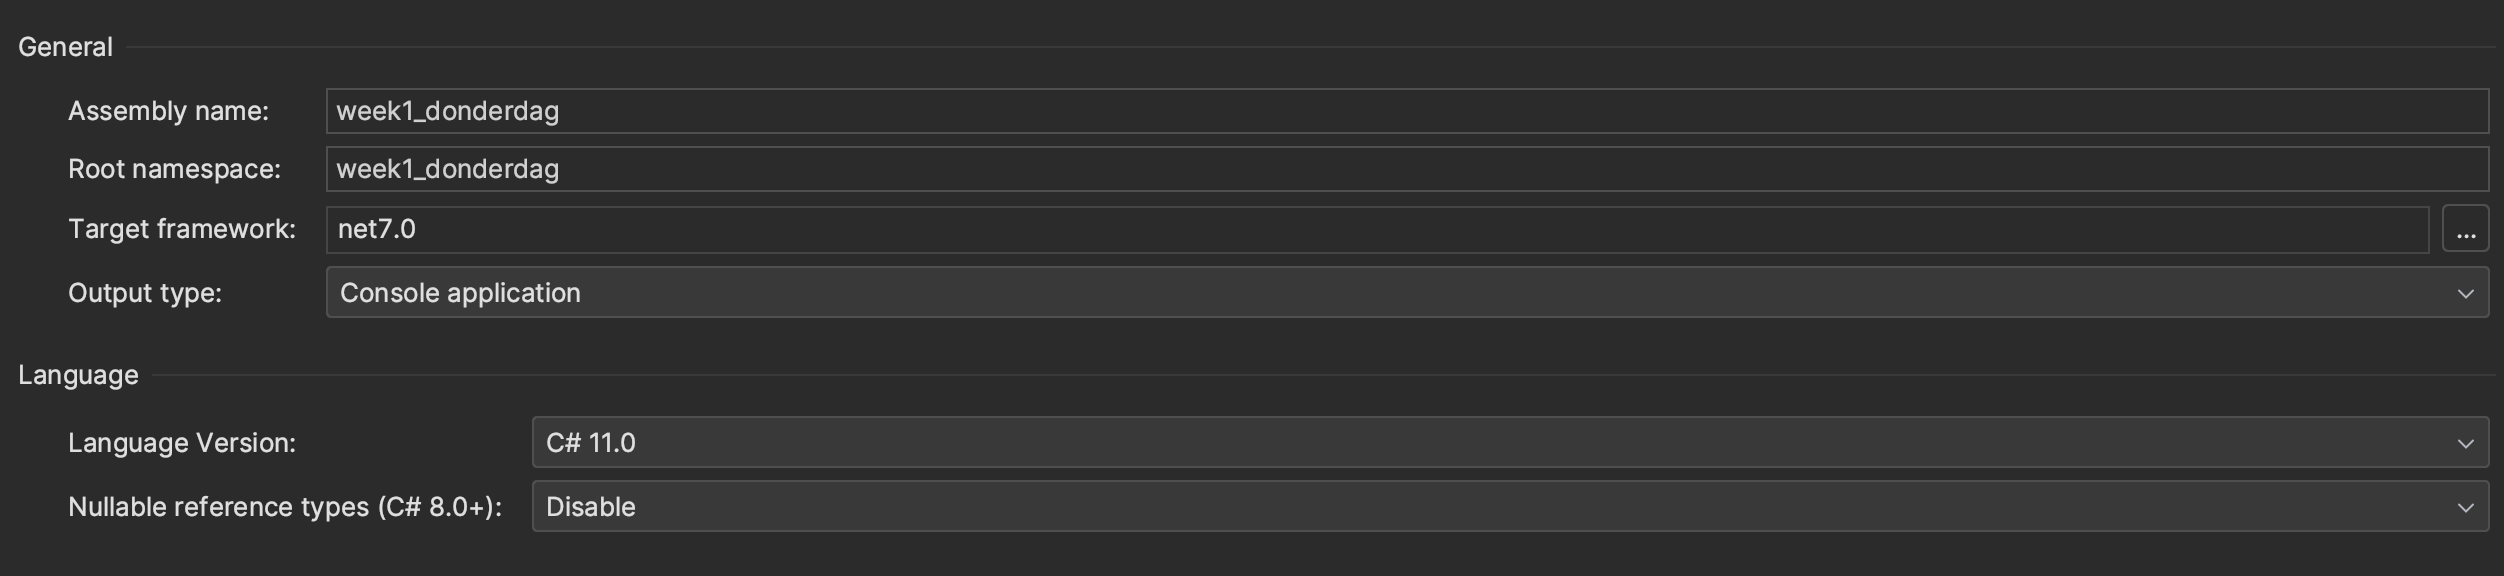 General
Assembly name: week1_donderdag
Root namespace: week1_donderdag
Target framework: net7.0 ...
Output type: Console application
Language
Language Version: C# 11.0
Nullable reference types (C# 8.0+): Disable